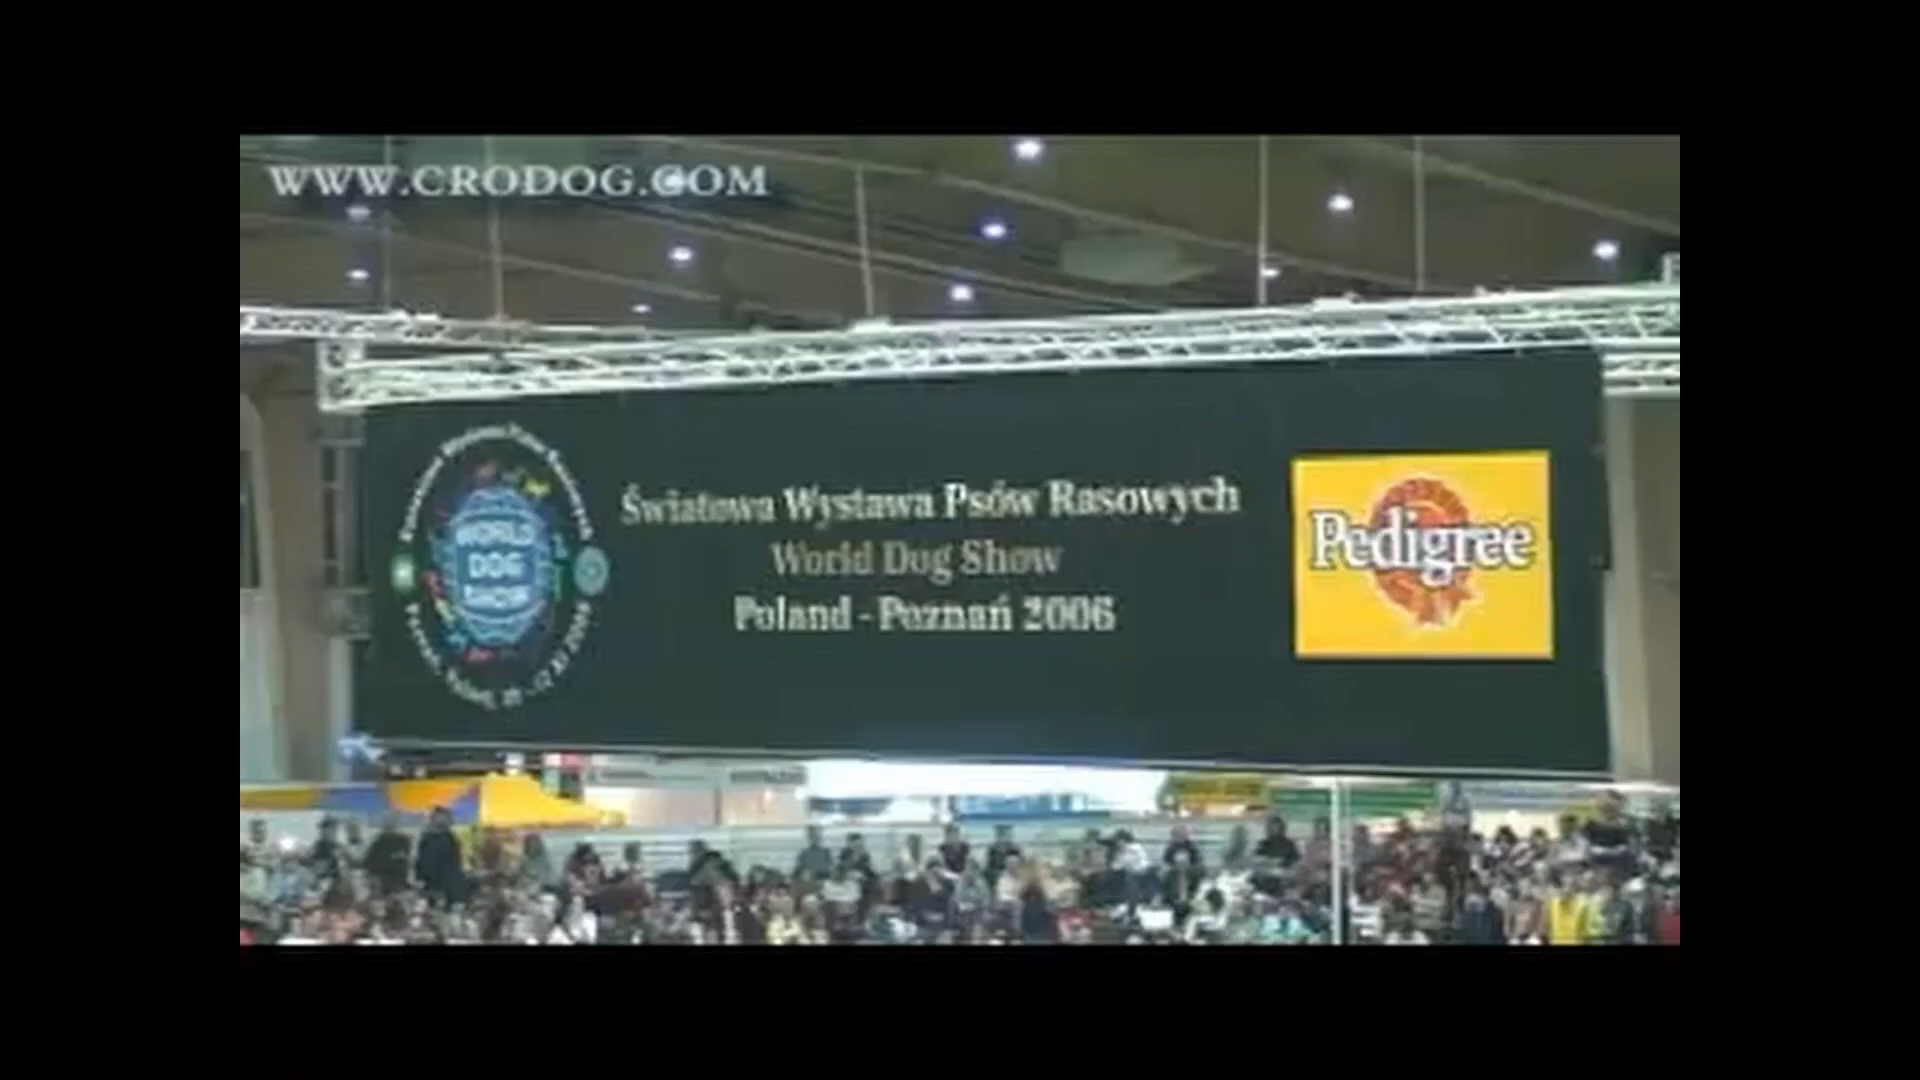 WWW.CRODOG.COM
Światowa Wystawa Psów Rasowych
World Dog Show
Poland - Poznań 2006
WORLD
DOG
SHOW
Pedigree